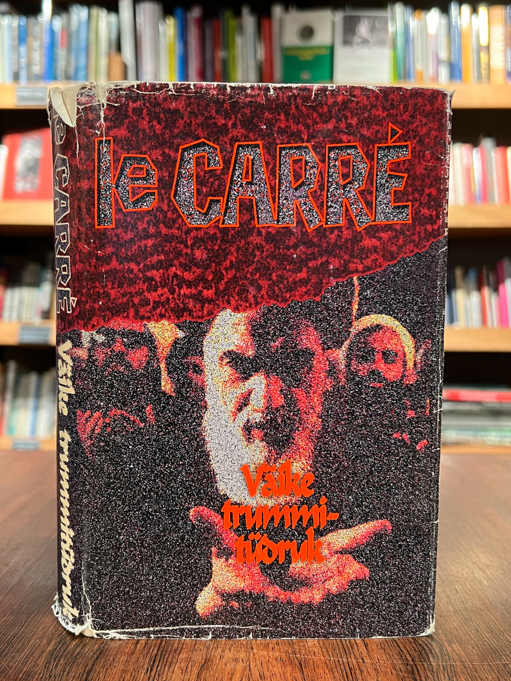 le CARRÉ
Väike
trummi-
tüdruk
le CARRÉ Väike trummitüdruk